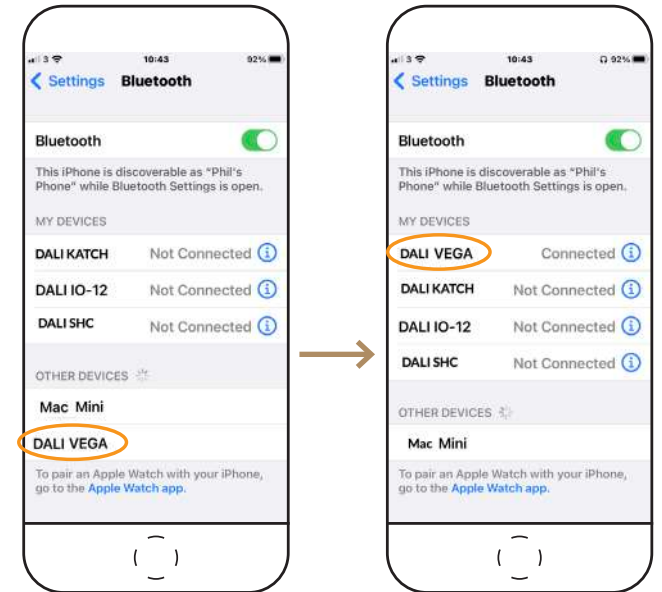 3 10:43 92%
Settings Bluetooth
Bluetooth
This iPhone is discoverable as "Phil's
Phone" while Bluetooth Settings is open.
MY DEVICES
DALI KATCH Not Connected
DALI IO-12 Not Connected
DALI SHC Not Connected
OTHER DEVICES
Mac Mini
DALI VEGA
To pair an Apple Watch with your iPhone,
go to the Apple Watch app.
3 10:43 92%
Settings Bluetooth
Bluetooth
This iPhone is discoverable as "Phil's
Phone" while Bluetooth Settings is open.
MY DEVICES
DALI VEGA Connected
DALI KATCH Not Connected
DALI IO-12 Not Connected
DALI SHC Not Connected
OTHER DEVICES
Mac Mini
To pair an Apple Watch with your iPhone,
go to the Apple Watch app.